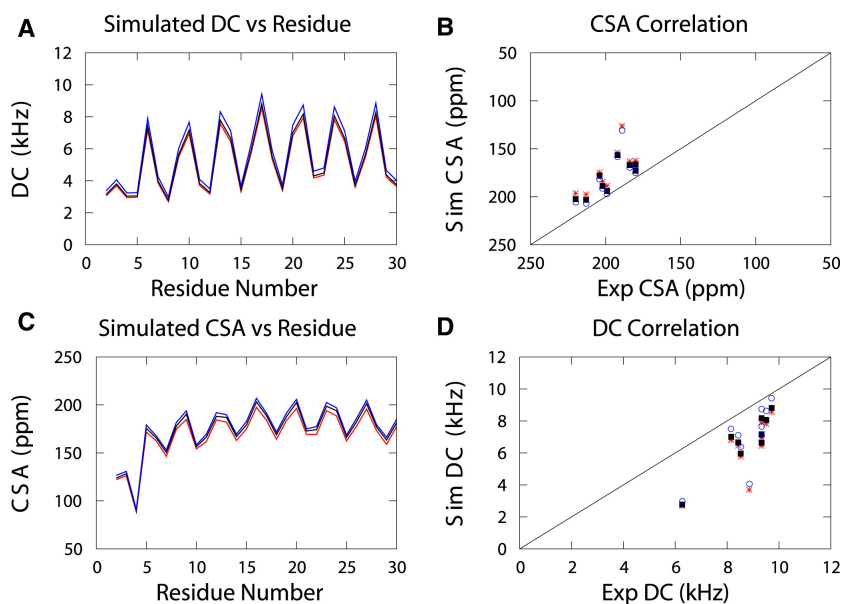 A
Simulated DC vs Residue
12
10
8
6
4
2
0
DC (kHz)
0 5 10 15 20 25 30
Residue Number
B
CSA Correlation
50
100
150
200
250
Sim CSA (ppm)
250 200 150 100 50
Exp CSA (ppm)
C
Simulated CSA vs Residue
250
200
150
100
50
CSA (ppm)
0 5 10 15 20 25 30
Residue Number
D
DC Correlation
12
10
8
6
4
2
0
Sim DC (kHz)
0 2 4 6 8 10 12
Exp DC (kHz)